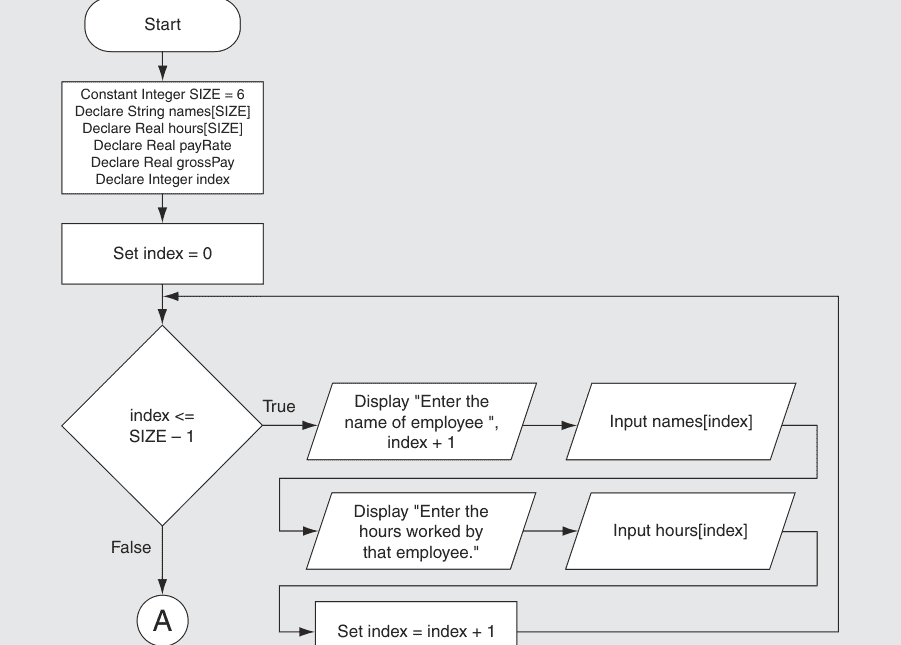 Start
Constant Integer SIZE = 6
Declare String names[SIZE]
Declare Real hours[SIZE]
Declare Real payRate
Declare Real grossPay
Declare Integer index
Set index = 0
index <=
SIZE – 1
True
Display "Enter the
name of employee ",
index + 1
Input names[index]
Display "Enter the
hours worked by
that employee."
Input hours[index]
False
A
Set index = index + 1